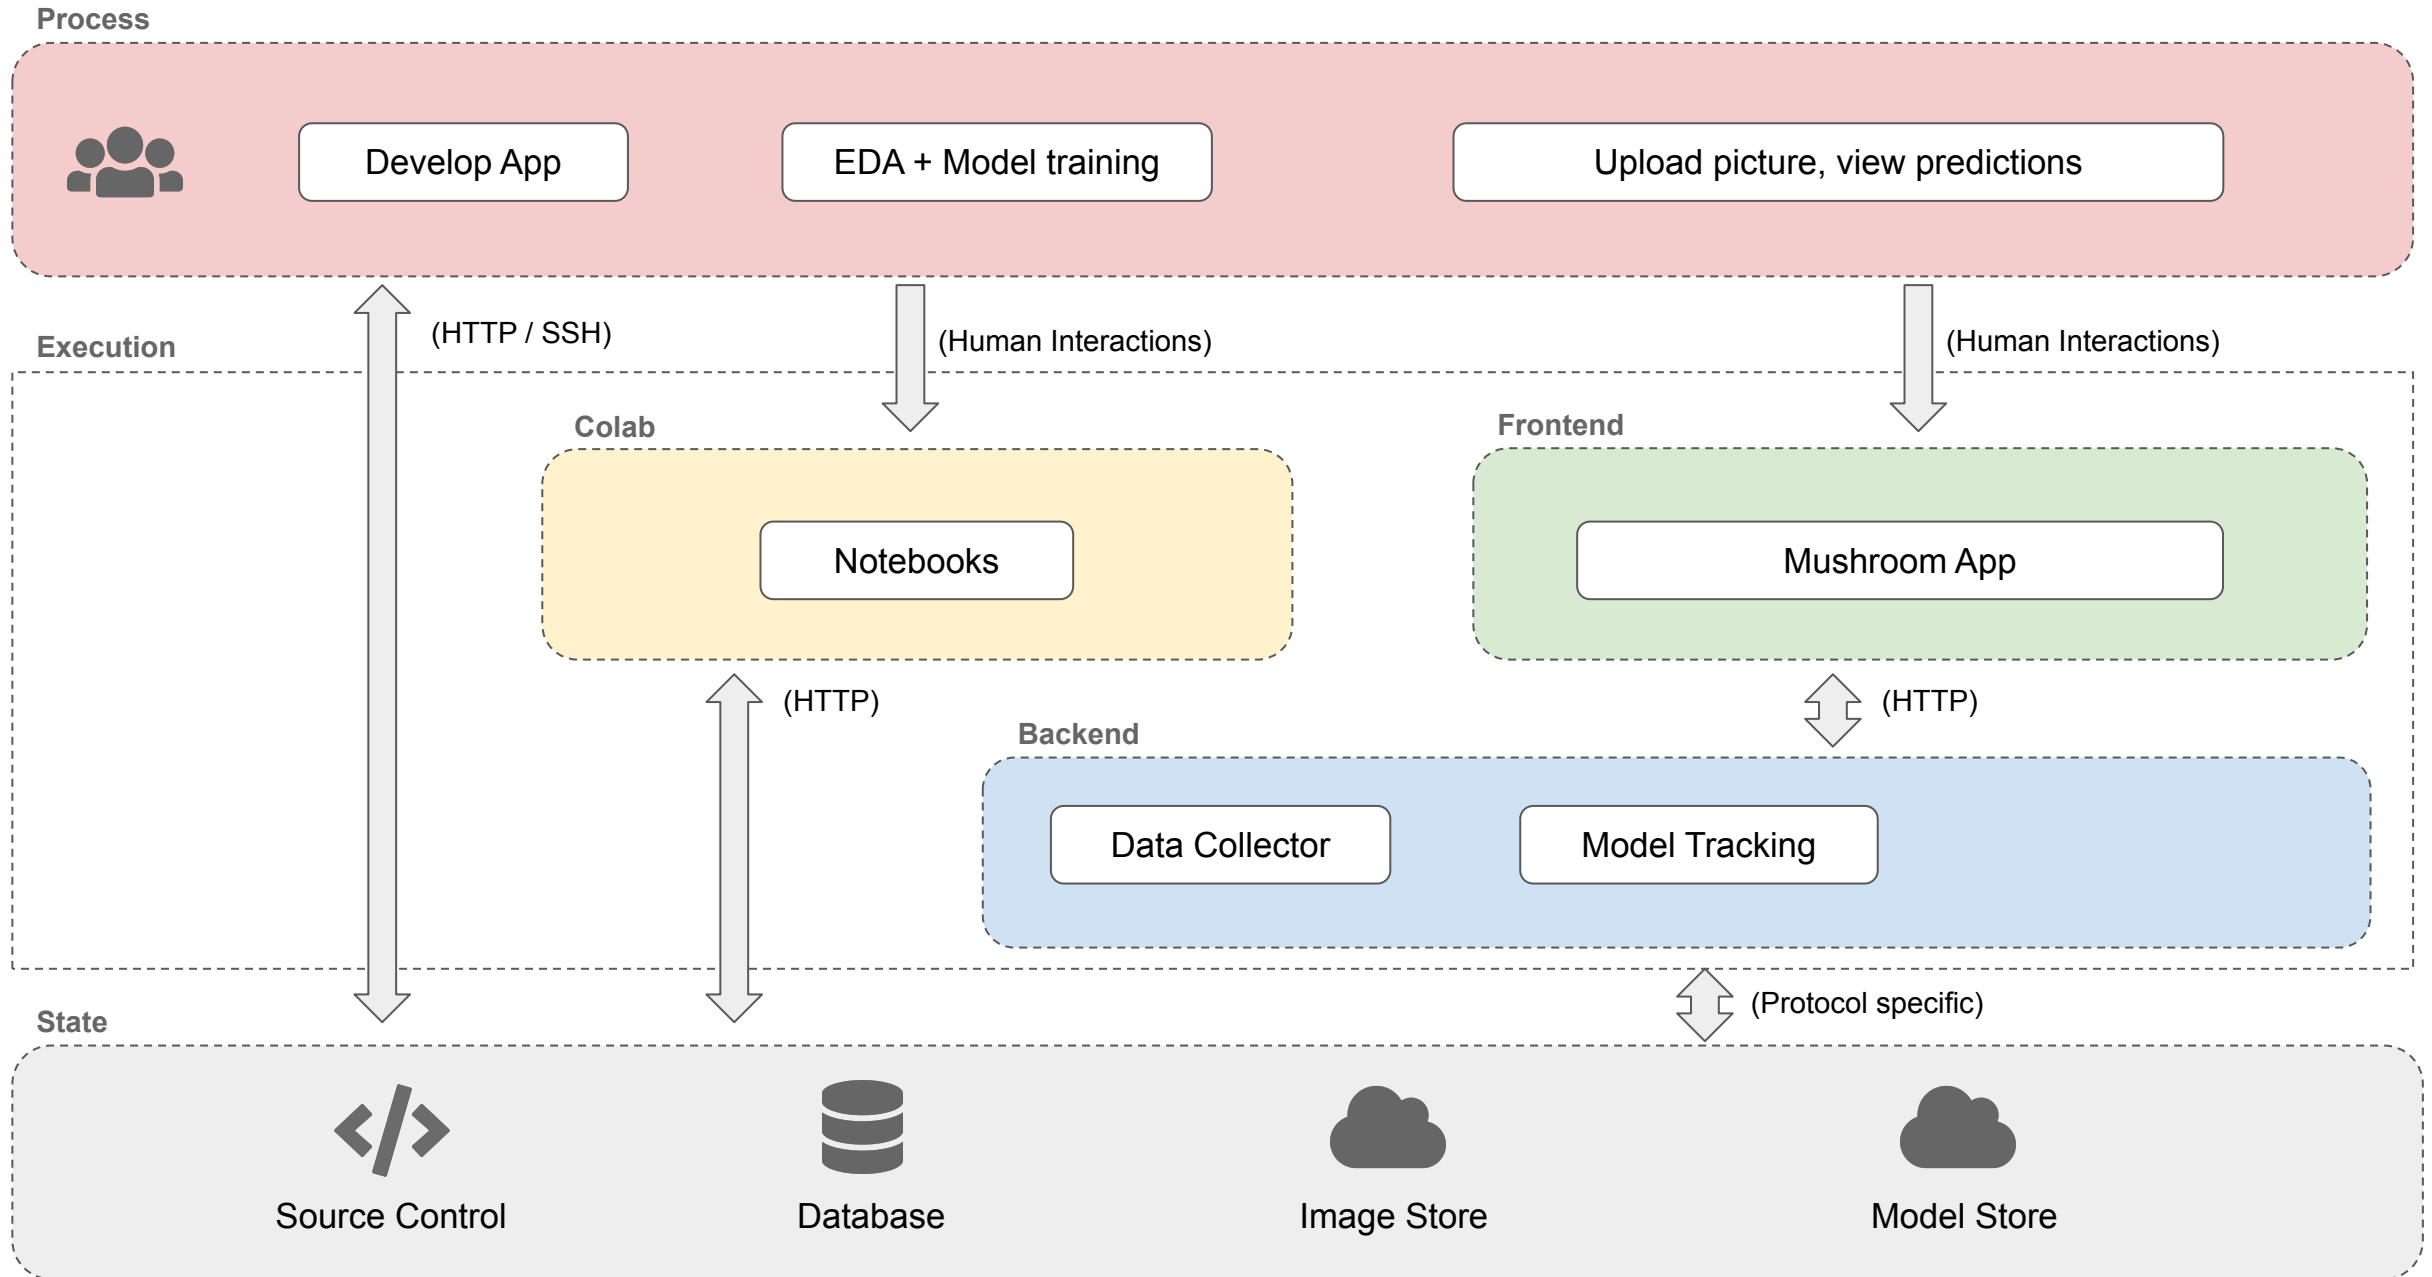 Process
Develop App
EDA + Model training
Upload picture, view predictions
(HTTP / SSH)
(Human Interactions)
(Human Interactions)
Execution
Colab
Frontend
Notebooks
Mushroom App
(HTTP)
(HTTP)
Backend
Data Collector
Model Tracking
(Protocol specific)
State
Source Control
Database
Image Store
Model Store